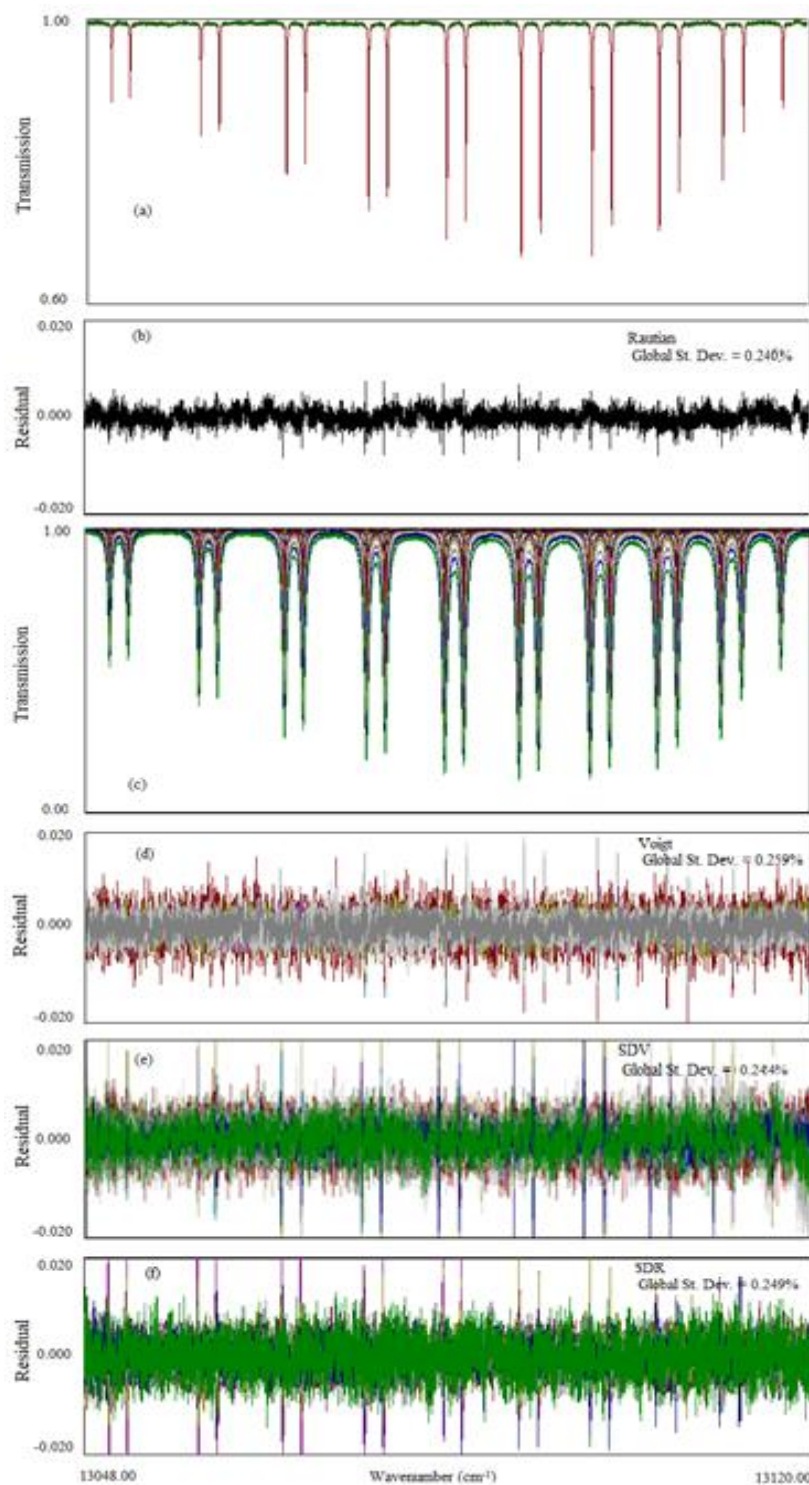 1.00
Transmission
(a)
0.60
0.020
(b)
Rautian
Global St. Dev. = 0.246%
Residual
0.000
-0.020
1.00
Transmission
(c)
0.00
0.020
(d)
Voigt
Global St. Dev. = 0.259%
Residual
0.000
-0.020
0.020
(e)
SDV
Global St. Dev. = 0.244%
Residual
0.000
-0.020
0.020
(f)
SDR
Global St. Dev. = 0.249%
Residual
0.000
-0.020
13048.00
Wavenumber (cm⁻¹)
13120.00